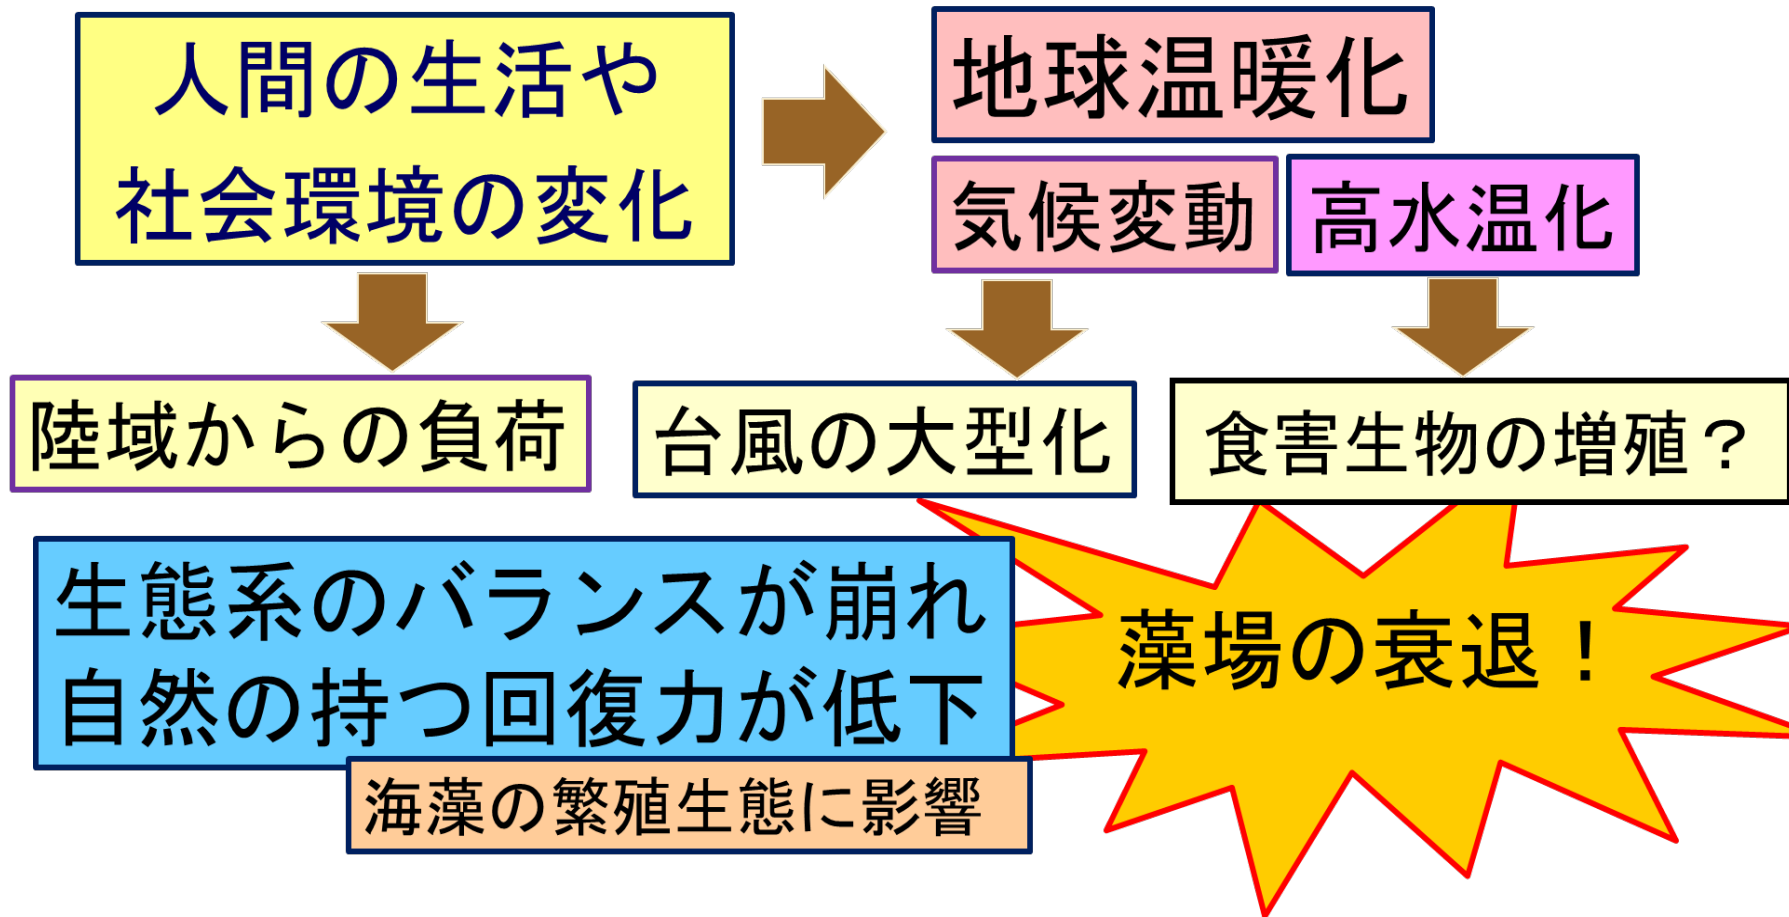 人間の生活や
社会環境の変化
地球温暖化
気候変動
高水温化
陸域からの負荷
台風の大型化
食害生物の増殖？
生態系のバランスが崩れ
自然の持つ回復力が低下
海藻の繁殖生態に影響
藻場の衰退！